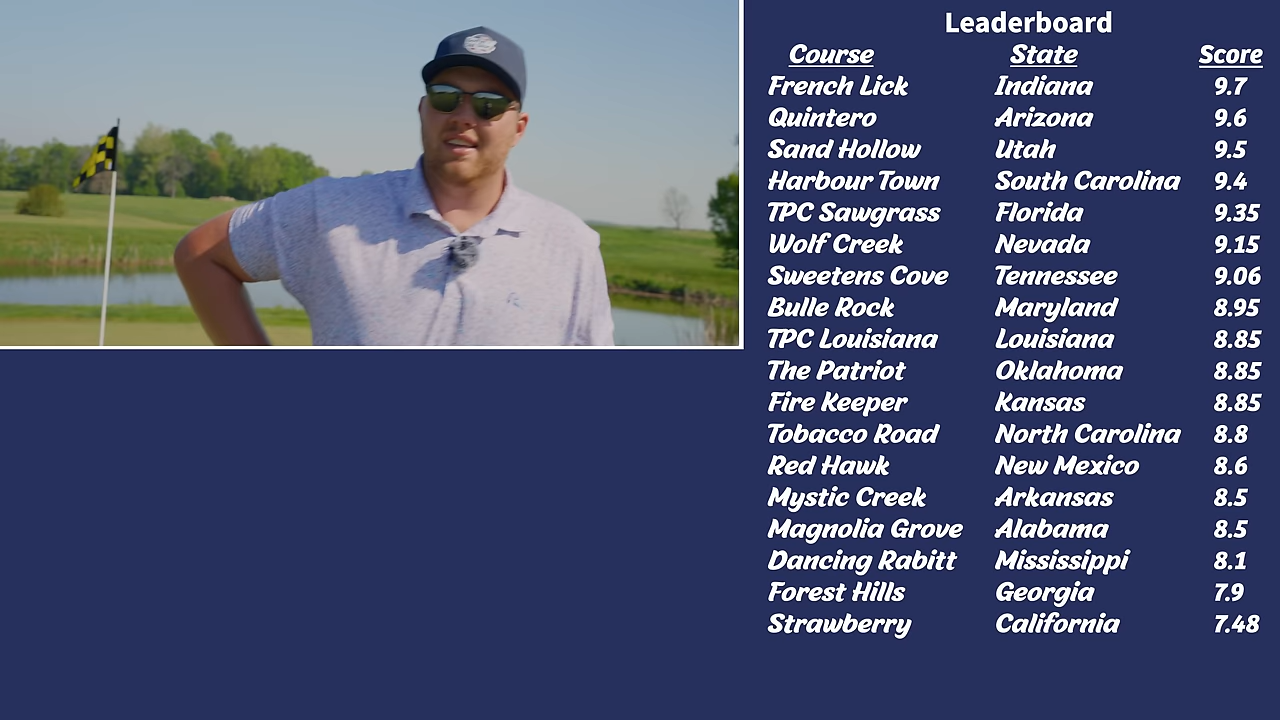 Leaderboard
Course State Score
French Lick Indiana 9.7
Quintero Arizona 9.6
Sand Hollow Utah 9.5
Harbour Town South Carolina 9.4
TPC Sawgrass Florida 9.35
Wolf Creek Nevada 9.15
Sweetens Cove Tennessee 9.06
Bulle Rock Maryland 8.95
TPC Louisiana Louisiana 8.85
The Patriot Oklahoma 8.85
Fire Keeper Kansas 8.85
Tobacco Road North Carolina 8.8
Red Hawk New Mexico 8.6
Mystic Creek Arkansas 8.5
Magnolia Grove Alabama 8.5
Dancing Rabitt Mississippi 8.1
Forest Hills Georgia 7.9
Strawberry California 7.48